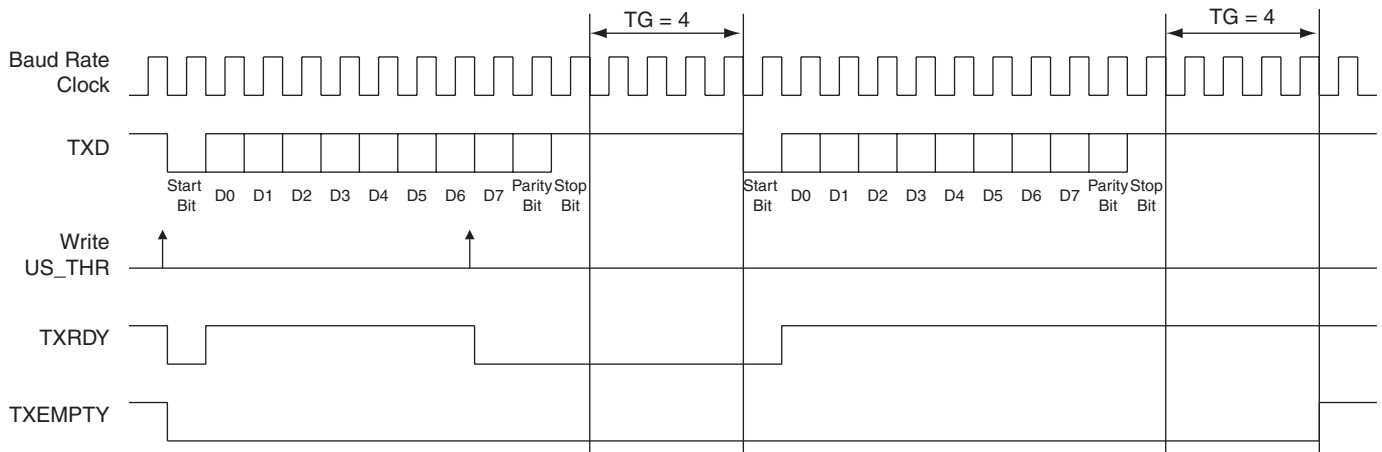 TG = 4
TG = 4
Baud Rate
Clock
TXD
Start
Bit
D0
D1
D2
D3
D4
D5
D6
D7
Parity
Bit
Stop
Bit
Start
Bit
D0
D1
D2
D3
D4
D5
D6
D7
Parity
Bit
Stop
Bit
Write
US_THR
TXRDY
TXEMPTY